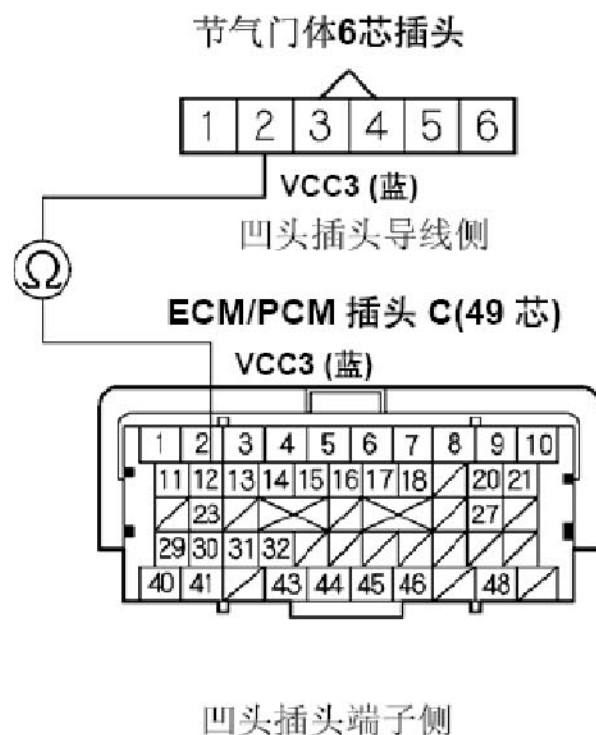 节气门体6芯插头
1 2 3 4 5 6
VCC3 (蓝)
凹头插头导线侧
Ω
ECM/PCM 插头 C(49 芯)
VCC3 (蓝)
1 2 3 4 5 6 7 8 9 10
11 12 13 14 15 16 17 18 20 21
23 27
29 30 31 32
40 41 43 44 45 46 48
凹头插头端子侧